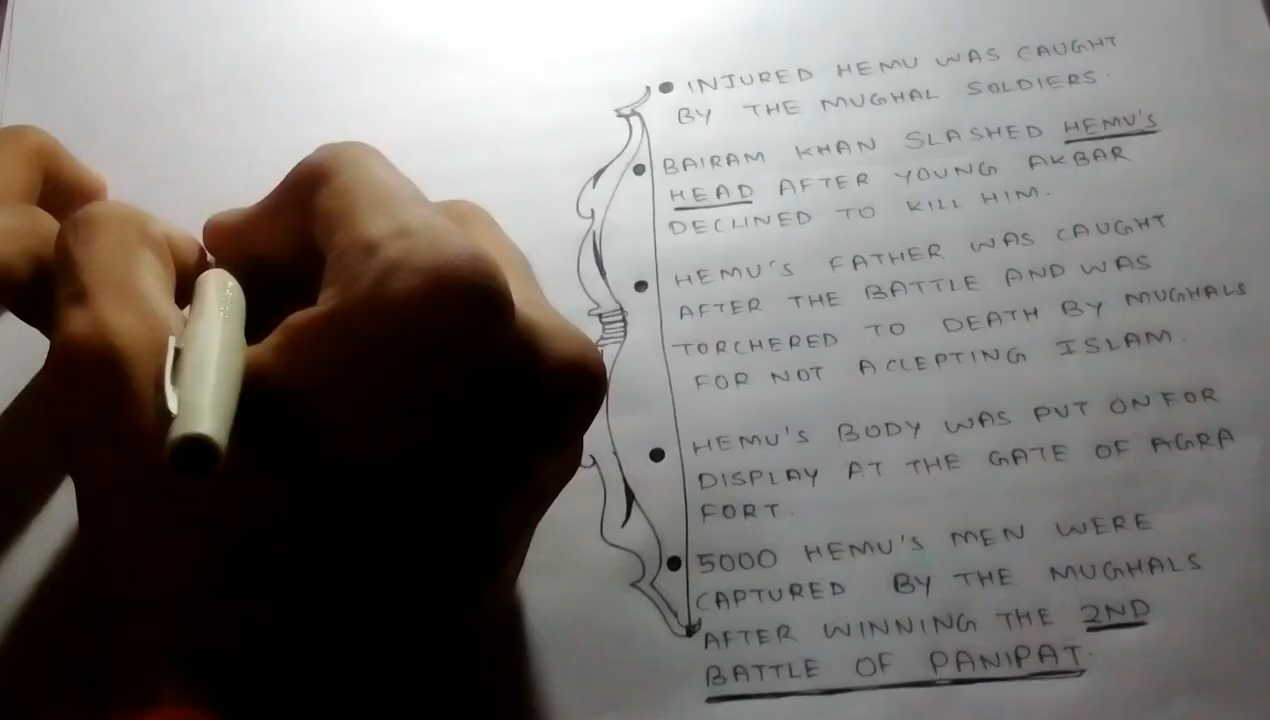 • INJURED HEMU WAS CAUGHT
BY THE MUGHAL SOLDIERS.
• BAIRAM KHAN SLASHED HEMU'S
HEAD AFTER YOUNG AKBAR
DECLINED TO KILL HIM.
• HEMU'S FATHER WAS CAUGHT
AFTER THE BATTLE AND WAS
TORCHERED TO DEATH BY MUGHALS
FOR NOT ACCLEPTING ISLAM.
• HEMU'S BODY WAS PUT ON FOR
DISPLAY AT THE GATE OF AGRA
FORT.
• 5000 HEMU'S MEN WERE
CAPTURED BY THE MUGHALS
AFTER WINNING THE 2ND
BATTLE OF PANIPAT.